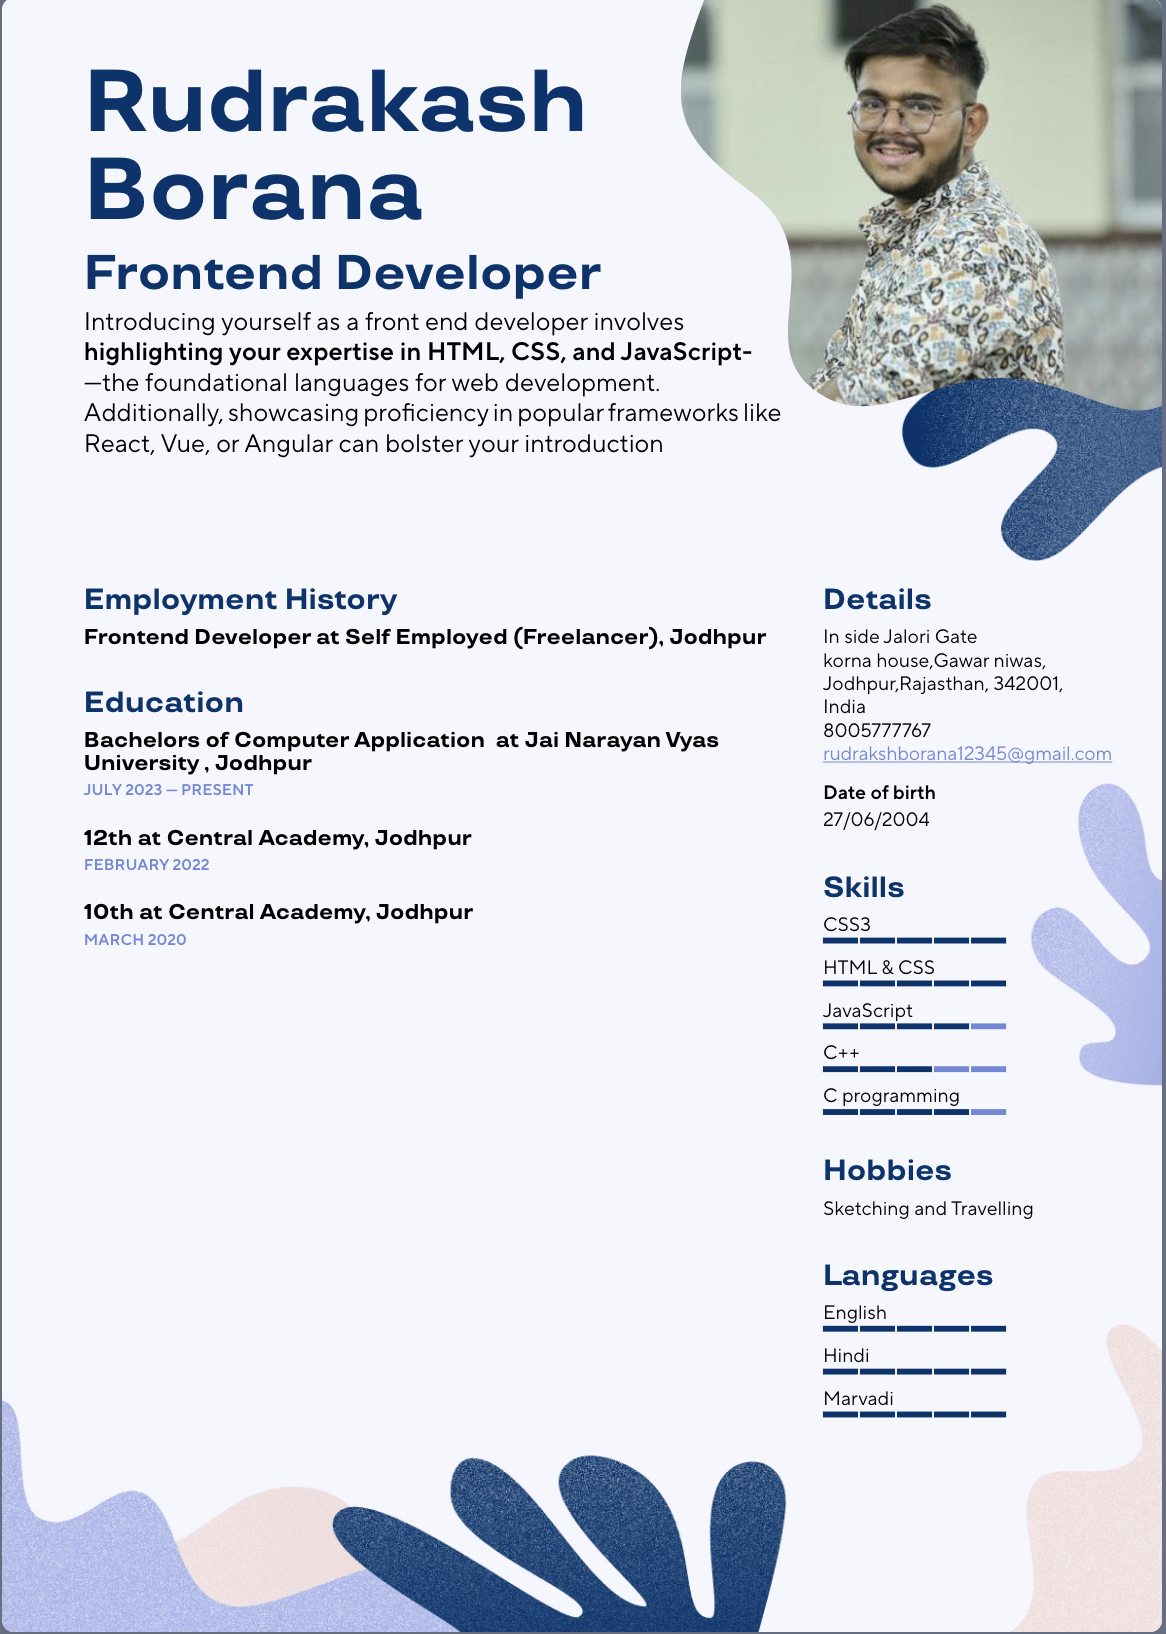 Rudrakash
Borana
Frontend Developer
Introducing yourself as a front end developer involves
highlighting your expertise in HTML, CSS, and JavaScript-
—the foundational languages for web development.
Additionally, showcasing proficiency in popular frameworks like
React, Vue, or Angular can bolster your introduction
Employment History
Frontend Developer at Self Employed (Freelancer), Jodhpur
Education
Bachelors of Computer Application  at Jai Narayan Vyas
University , Jodhpur
JULY 2023 — PRESENT
12th at Central Academy, Jodhpur
FEBRUARY 2022
10th at Central Academy, Jodhpur
MARCH 2020
Details
In side Jalori Gate
korna house,Gawar niwas,
Jodhpur,Rajasthan, 342001,
India
8005777767
rudrakshborana12345@gmail.com
Date of birth
27/06/2004
Skills
CSS3
HTML & CSS
JavaScript
C++
C programming
Hobbies
Sketching and Travelling
Languages
English
Hindi
Marvadi